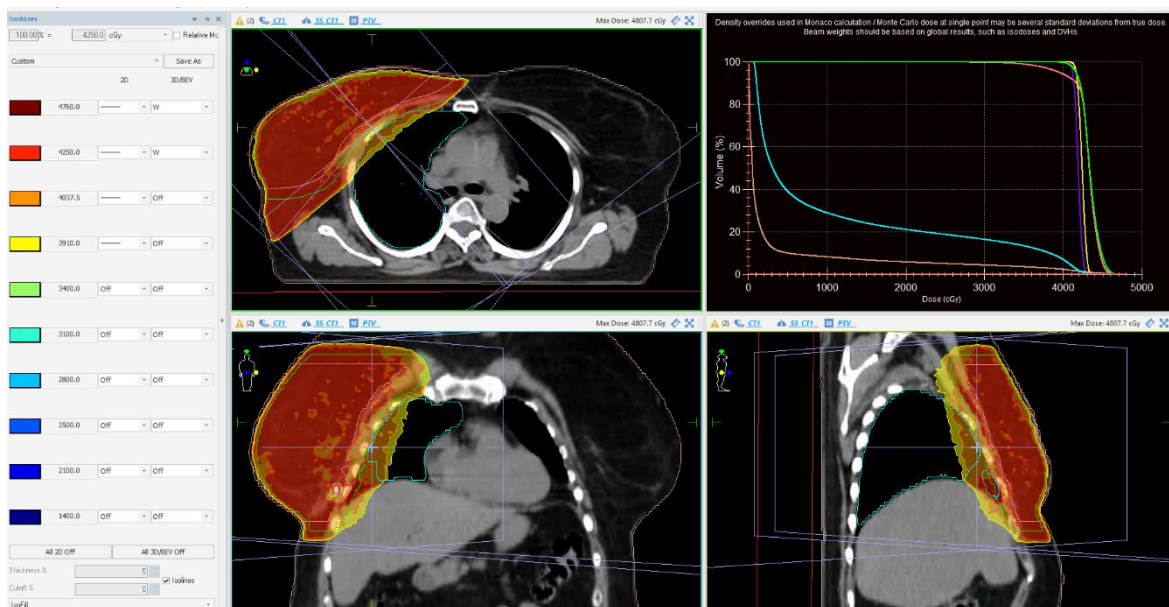 Isodoses
100.00 % = 4250.0 cGy Relative Mo
Custom Save As
2D 3D/BEV
4760.0 W
4250.0 W
4037.5 Off
3910.0 Off
3400.0 Off Off
3100.0 Off Off
2800.0 Off Off
2500.0 Off Off
2100.0 Off Off
1400.0 Off Off
All 2D Off All 3D/BEV Off
Thickness % 5 Isolines
Cutoff % 0
IsoFill
(2) CT1 SS CT1 M PTV Max Dose: 4807.7 cGy
Density overrides used in Monaco calculation / Monte Carlo dose at single point may be several standard deviations from true dose.
Beam weights should be based on global results, such as isodoses and DVHs.
100
80
60
40
20
0
Volume (%)
0 1000 2000 3000 4000 5000
Dose (cGy)
(2) CT1 SS CT1 M PTV Max Dose: 4807.7 cGy
(2) CT1 SS CT1 M PTV Max Dose: 4807.7 cGy